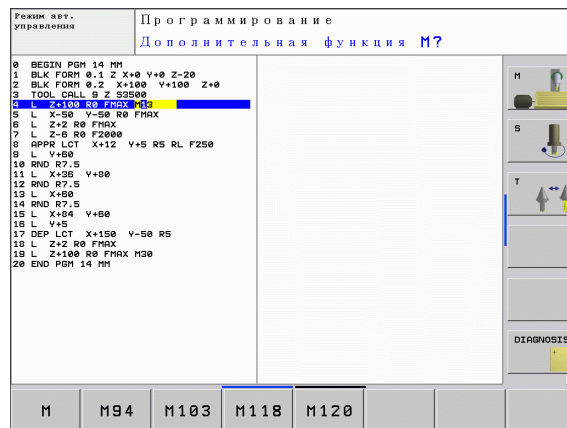 Режим авт.
управления
Программирование
Дополнительная функция M?
0 BEGIN PGM 14 MM
1 BLK FORM 0.1 Z X+0 Y+0 Z-20
2 BLK FORM 0.2 X+100 Y+100 Z+0
3 TOOL CALL 9 Z S3500
4 L Z+100 R0 FMAX M13
5 L X-50 Y-50 R0 FMAX
6 L Z+2 R0 FMAX
7 L Z-6 R0 F2000
8 APPR LCT X+12 Y+5 R5 RL F250
9 L Y+60
10 RND R7.5
11 L X+36 Y+80
12 RND R7.5
13 L X+60
14 RND R7.5
15 L X+84 Y+60
16 L Y+5
17 DEP LCT X+150 Y-50 R5
18 L Z+2 R0 FMAX
19 L Z+100 R0 FMAX M30
20 END PGM 14 MM
M
S
T
DIAGNOSIS
M M94 M103 M118 M120